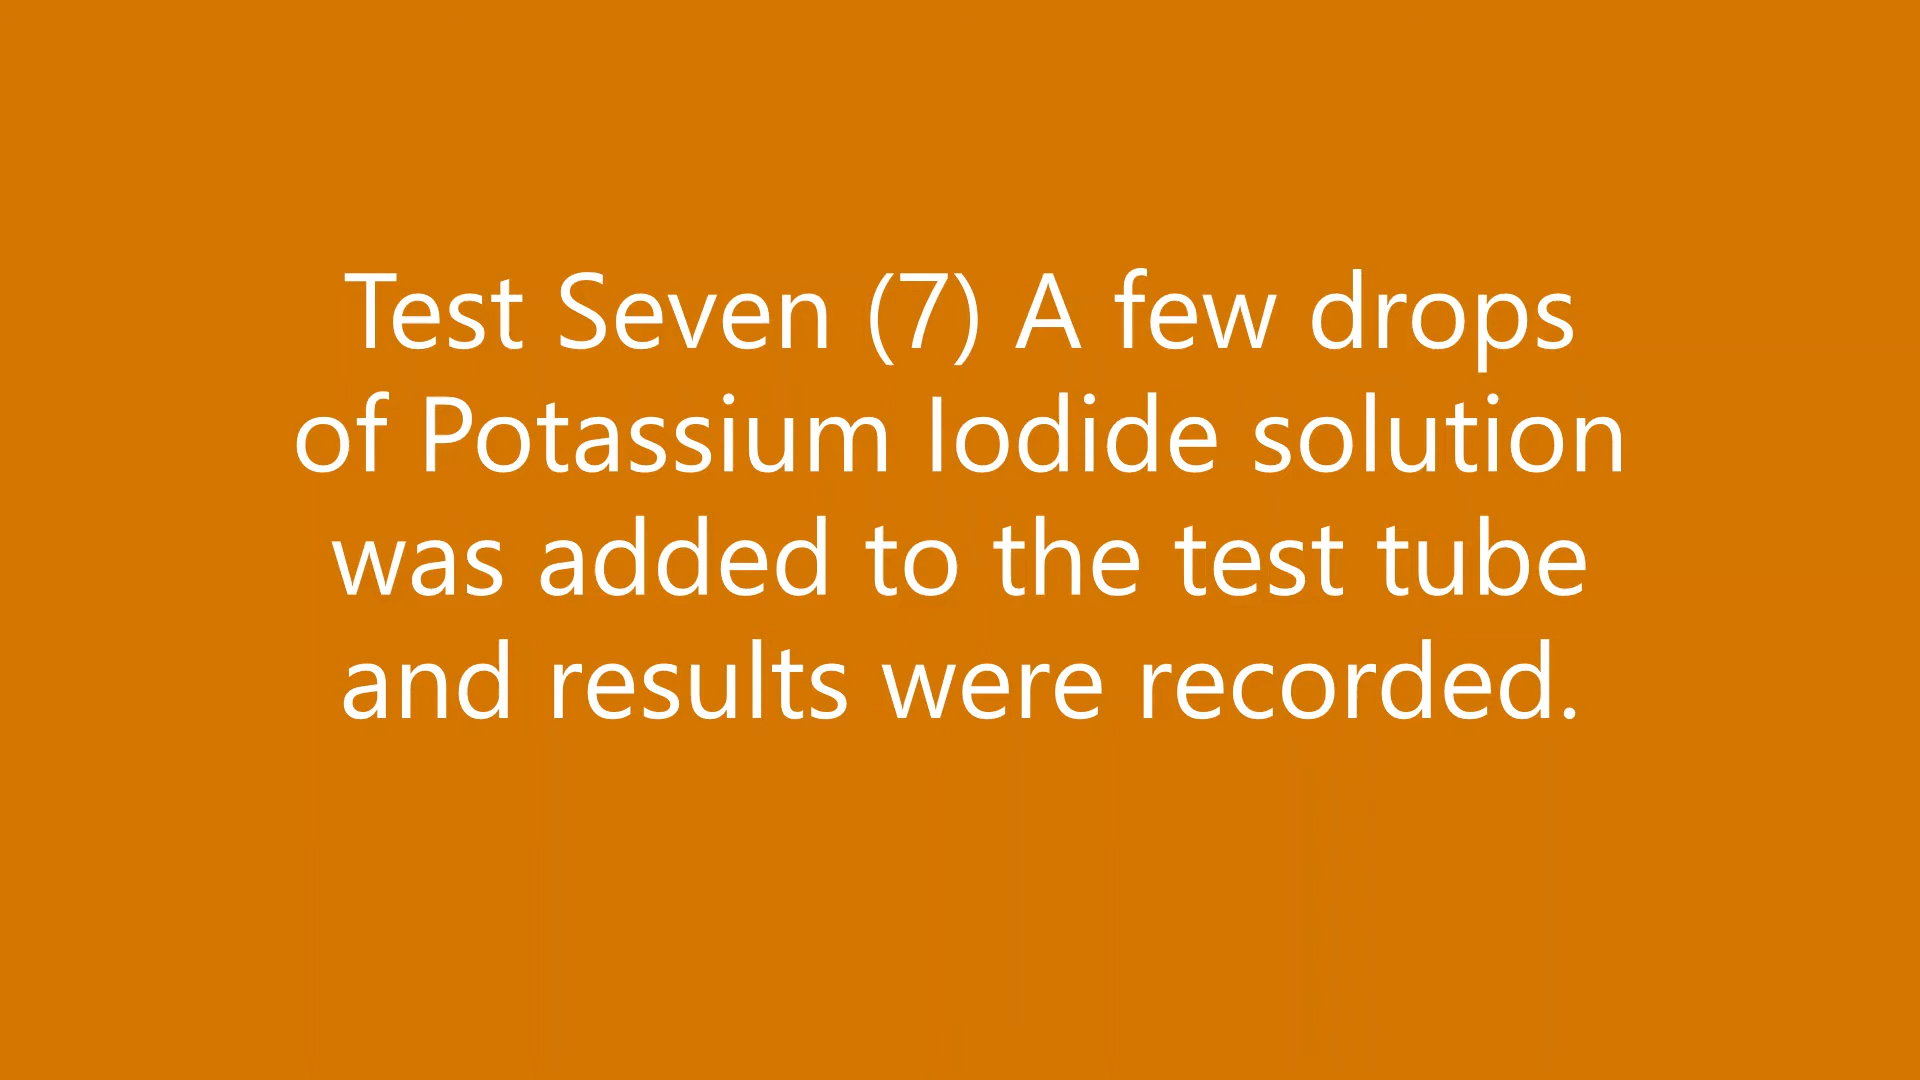 Test Seven (7) A few drops
of Potassium Iodide solution
was added to the test tube
and results were recorded.